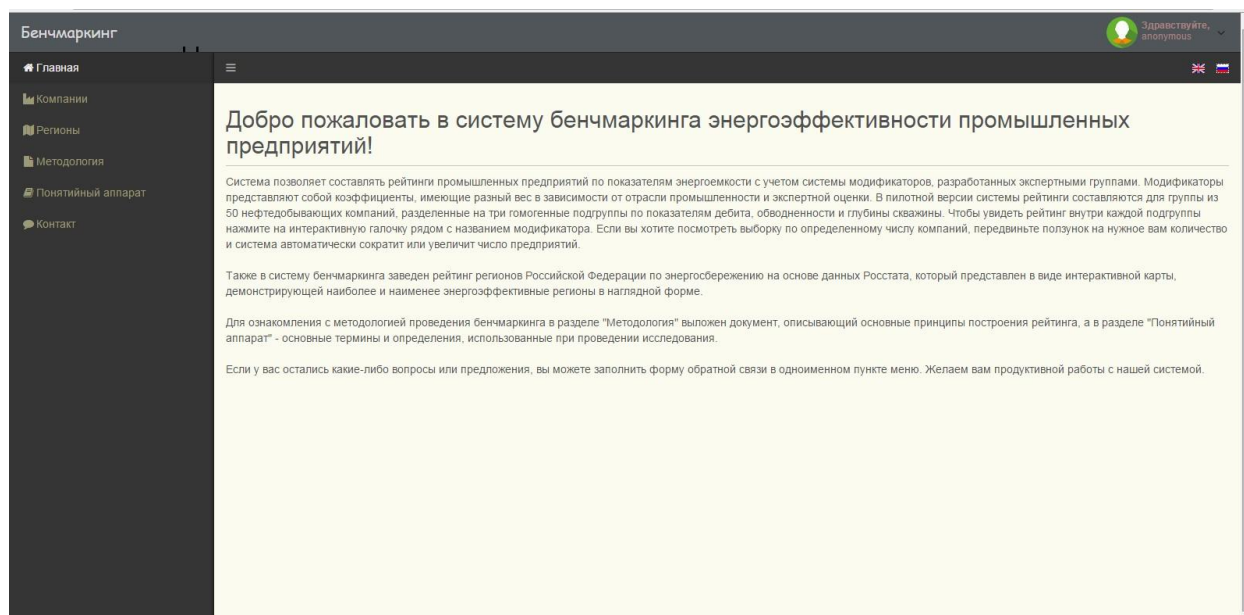 Бенчмаркинг
Здравствуйте,
anonymous
Главная
Компании
Регионы
Методология
Понятийный аппарат
Контакт
Добро пожаловать в систему бенчмаркинга энергоэффективности промышленных
предприятий!
Система позволяет составлять рейтинги промышленных предприятий по показателям энергоемкости с учетом системы модификаторов, разработанных экспертными группами. Модификаторы
представляют собой коэффициенты, имеющие разный вес в зависимости от отрасли промышленности и экспертной оценки. В пилотной версии системы рейтинги составляются для группы из
50 нефтедобывающих компаний, разделенные на три гомогенные подгруппы по показателям дебита, обводненности и глубины скважины. Чтобы увидеть рейтинг внутри каждой подгруппы
нажмите на интерактивную галочку рядом с названием модификатора. Если вы хотите посмотреть выборку по определенному числу компаний, передвиньте ползунок на нужное вам количество
и система автоматически сократит или увеличит число предприятий.
Также в систему бенчмаркинга заведен рейтинг регионов Российской Федерации по энергосбережению на основе данных Росстата, который представлен в виде интерактивной карты,
демонстрирующей наиболее и наименее энергоэффективные регионы в наглядной форме.
Для ознакомления с методологией проведения бенчмаркинга в разделе "Методология" выложен документ, описывающий основные принципы построения рейтинга, а в разделе "Понятийный
аппарат" - основные термины и определения, использованные при проведении исследования.
Если у вас остались какие-либо вопросы или предложения, вы можете заполнить форму обратной связи в одноименном пункте меню. Желаем вам продуктивной работы с нашей системой.